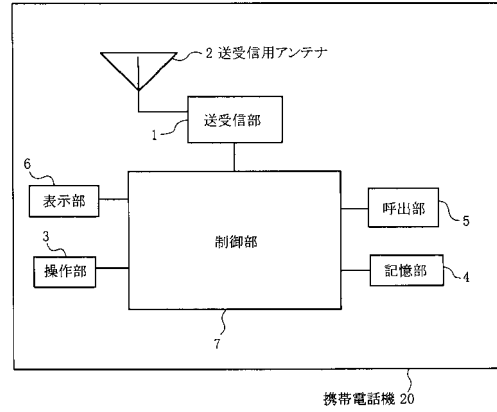 2 送受信用アンテナ
送受信部
1
6
表示部
呼出部
5
制御部
3
操作部
記憶部
4
7
携帯電話機 20